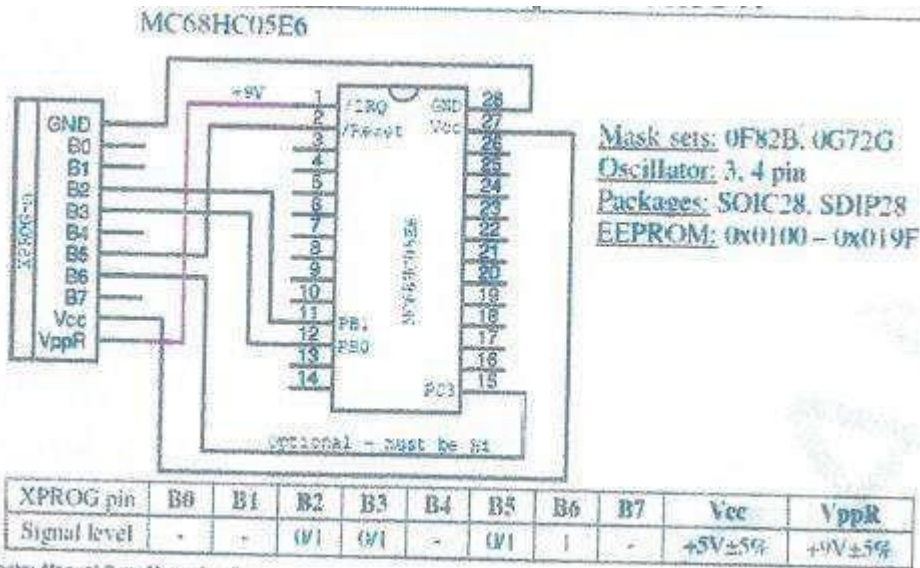 MC68HC05E6
+9V
XPROG-
GND
B0
B1
B2
B3
B4
B5
B6
B7
Vcc
VppR
1
2
3
4
5
6
7
8
9
10
11
12
13
14
/IRQ
/Reset
PB1
PB0
GND
Vcc
PC3
MC68HC05E6
28
27
26
25
24
23
22
21
20
19
18
17
16
15
Optional - must be Hi
Mask sets: 0F82B, 0G72G
Oscillator: 3, 4 pin
Packages: SOIC28, SDIP28
EEPROM: 0x0100 – 0x019F
XPROG pin B0 B1 B2 B3 B4 B5 B6 B7 Vcc VppR
Signal level - - 0/1 0/1 - 0/1 1 - +5V±5% +9V±5%